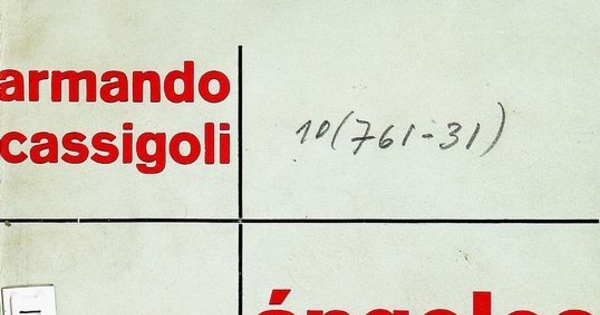 armando
cassigoli
10(761-31)
ángeles